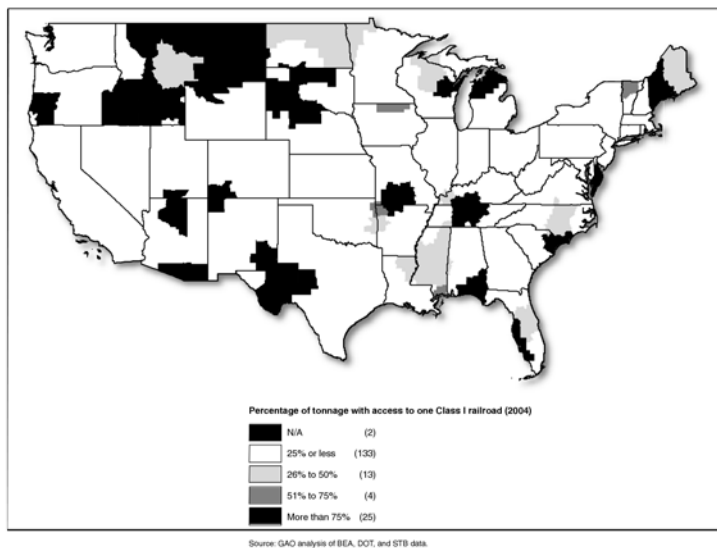 Percentage of tonnage with access to one Class I railroad (2004)
N/A (2)
25% or less (133)
26% to 50% (13)
51% to 75% (4)
More than 75% (25)
Source: GAO analysis of BEA, DOT, and STB data.